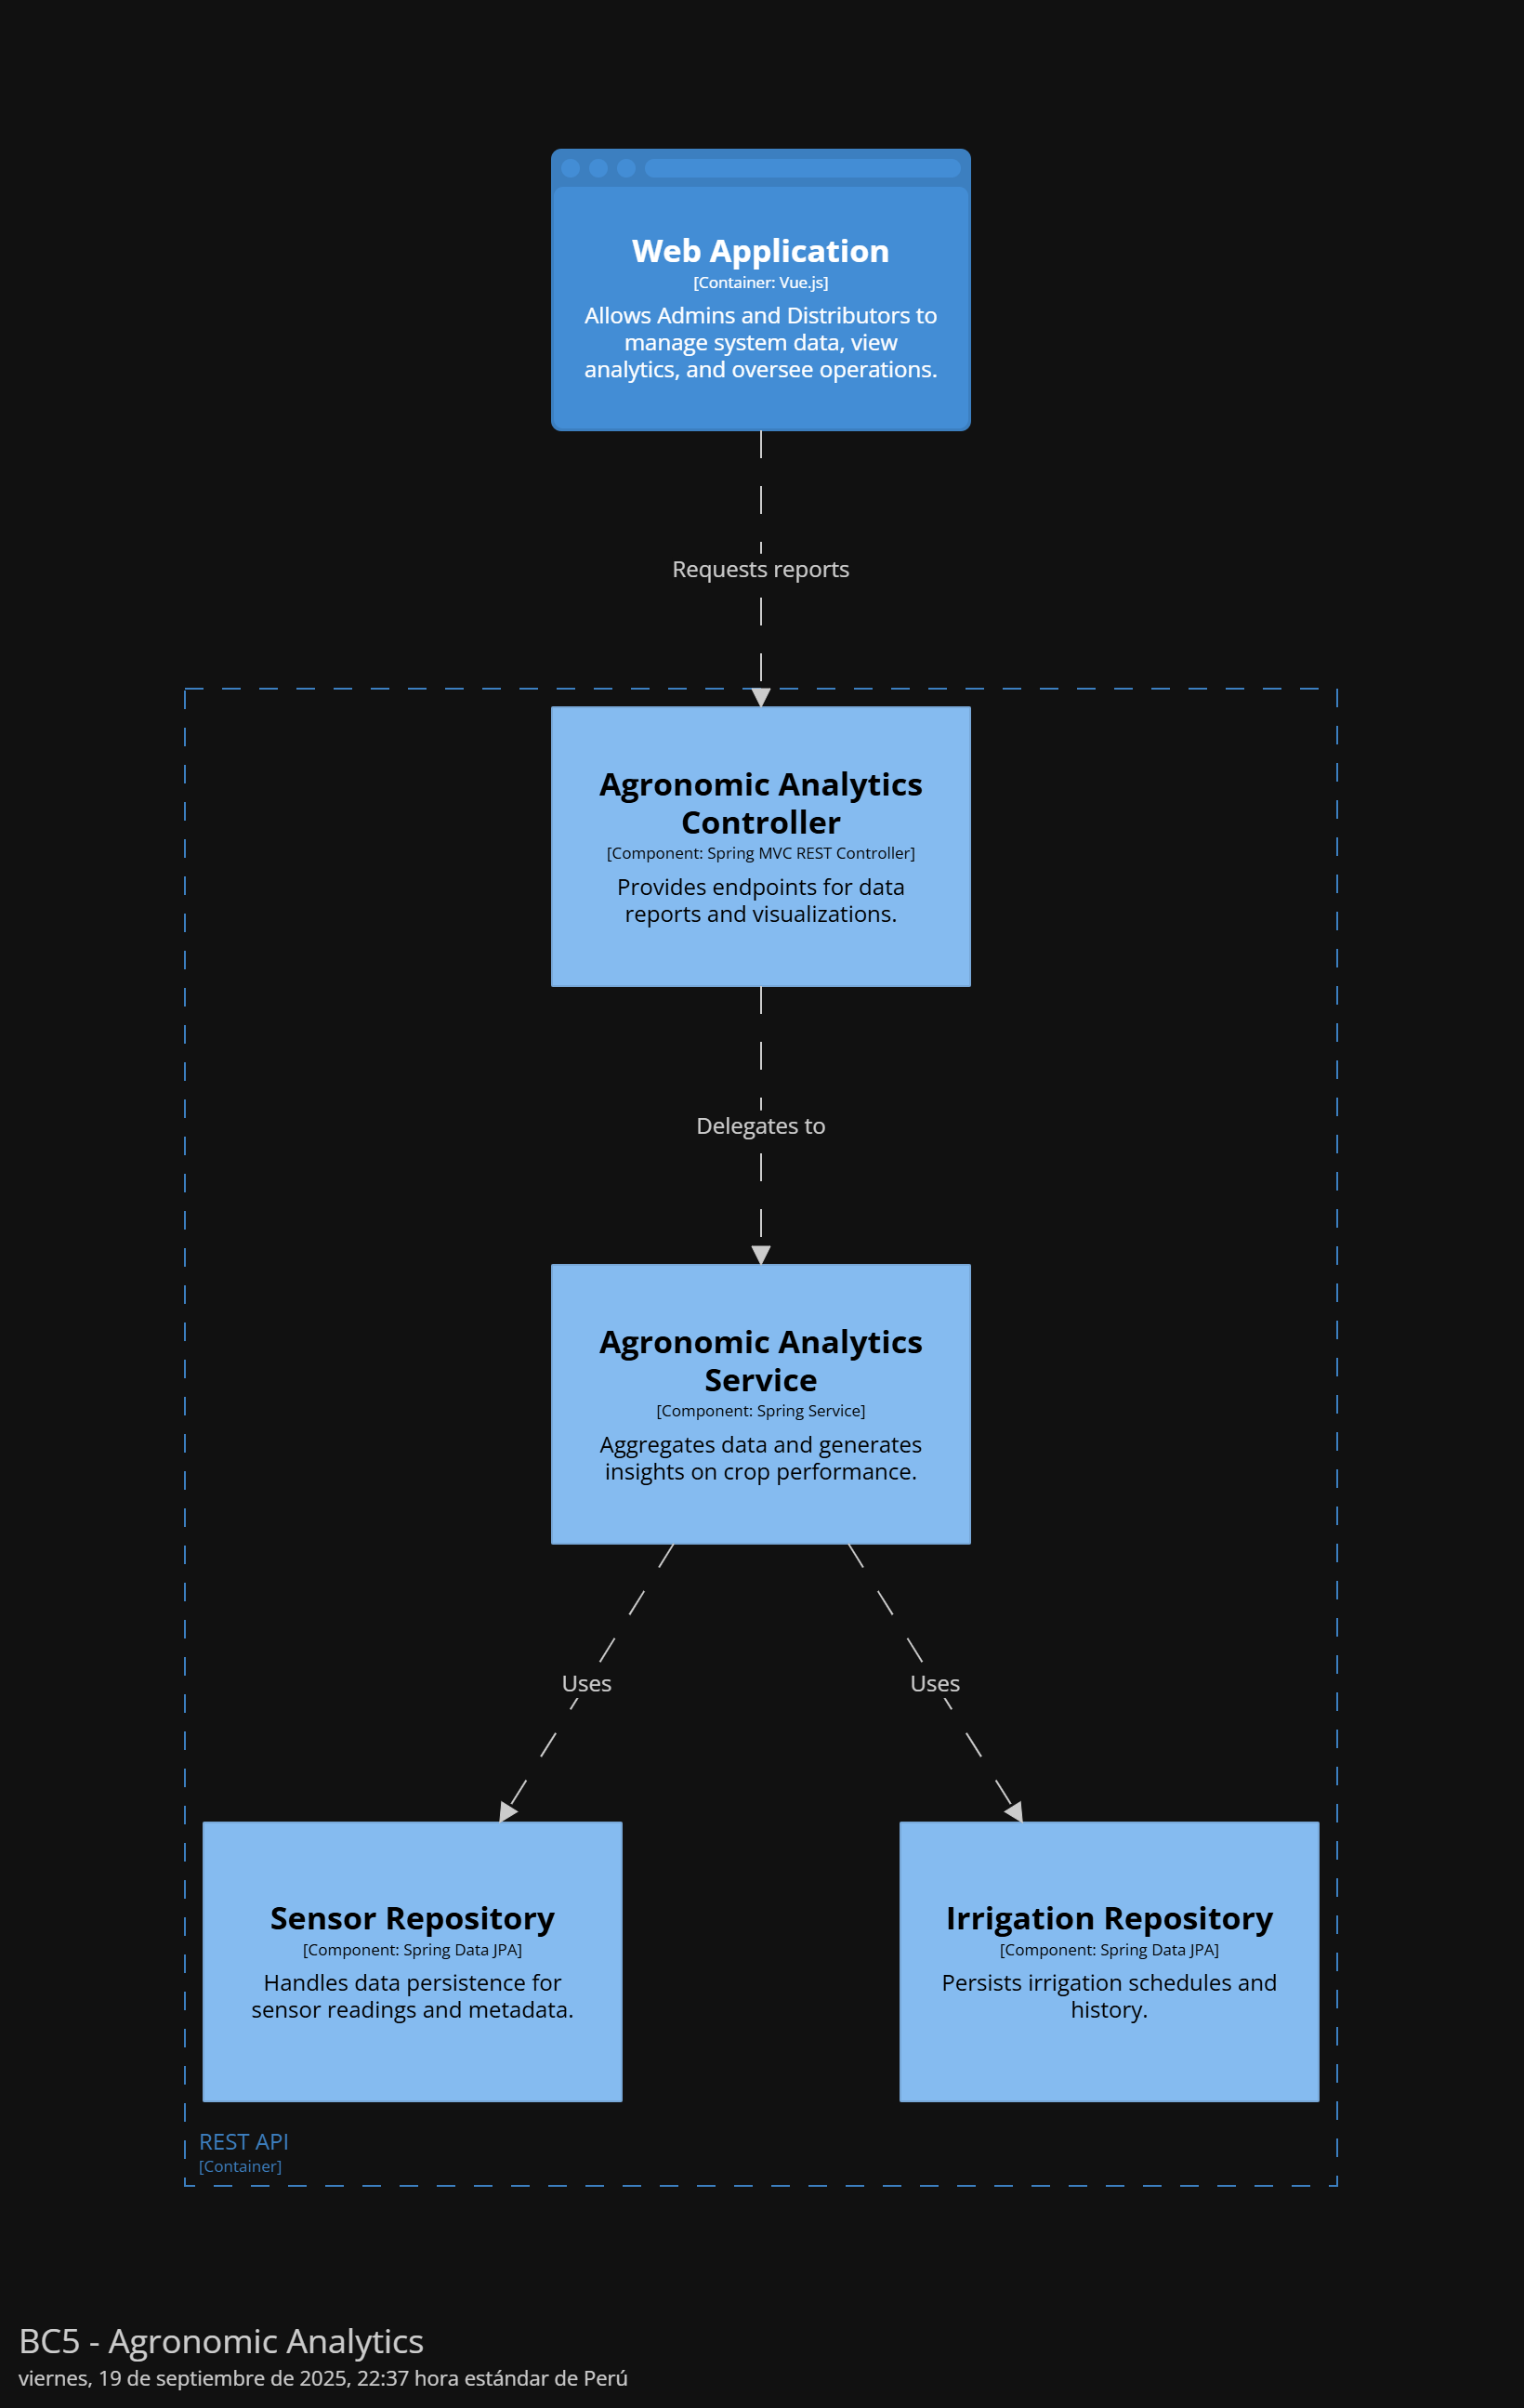 Web Application
[Container: Vue.js]
Allows Admins and Distributors to
manage system data, view
analytics, and oversee operations.
Requests reports
Agronomic Analytics
Controller
[Component: Spring MVC REST Controller]
Provides endpoints for data
reports and visualizations.
Delegates to
Agronomic Analytics
Service
[Component: Spring Service]
Aggregates data and generates
insights on crop performance.
Uses
Uses
Sensor Repository
[Component: Spring Data JPA]
Handles data persistence for
sensor readings and metadata.
Irrigation Repository
[Component: Spring Data JPA]
Persists irrigation schedules and
history.
REST API
[Container]
BC5 - Agronomic Analytics
viernes, 19 de septiembre de 2025, 22:37 hora estándar de Perú